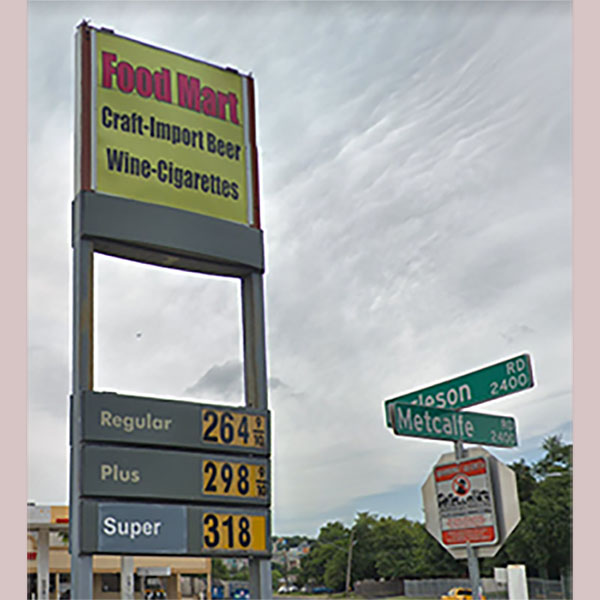 Food Mart
Craft-Import Beer
Wine-Cigarettes
Regular 264 9/10
Plus 298 9/10
Super 318
RD
2400
Metcalfe RD
2400